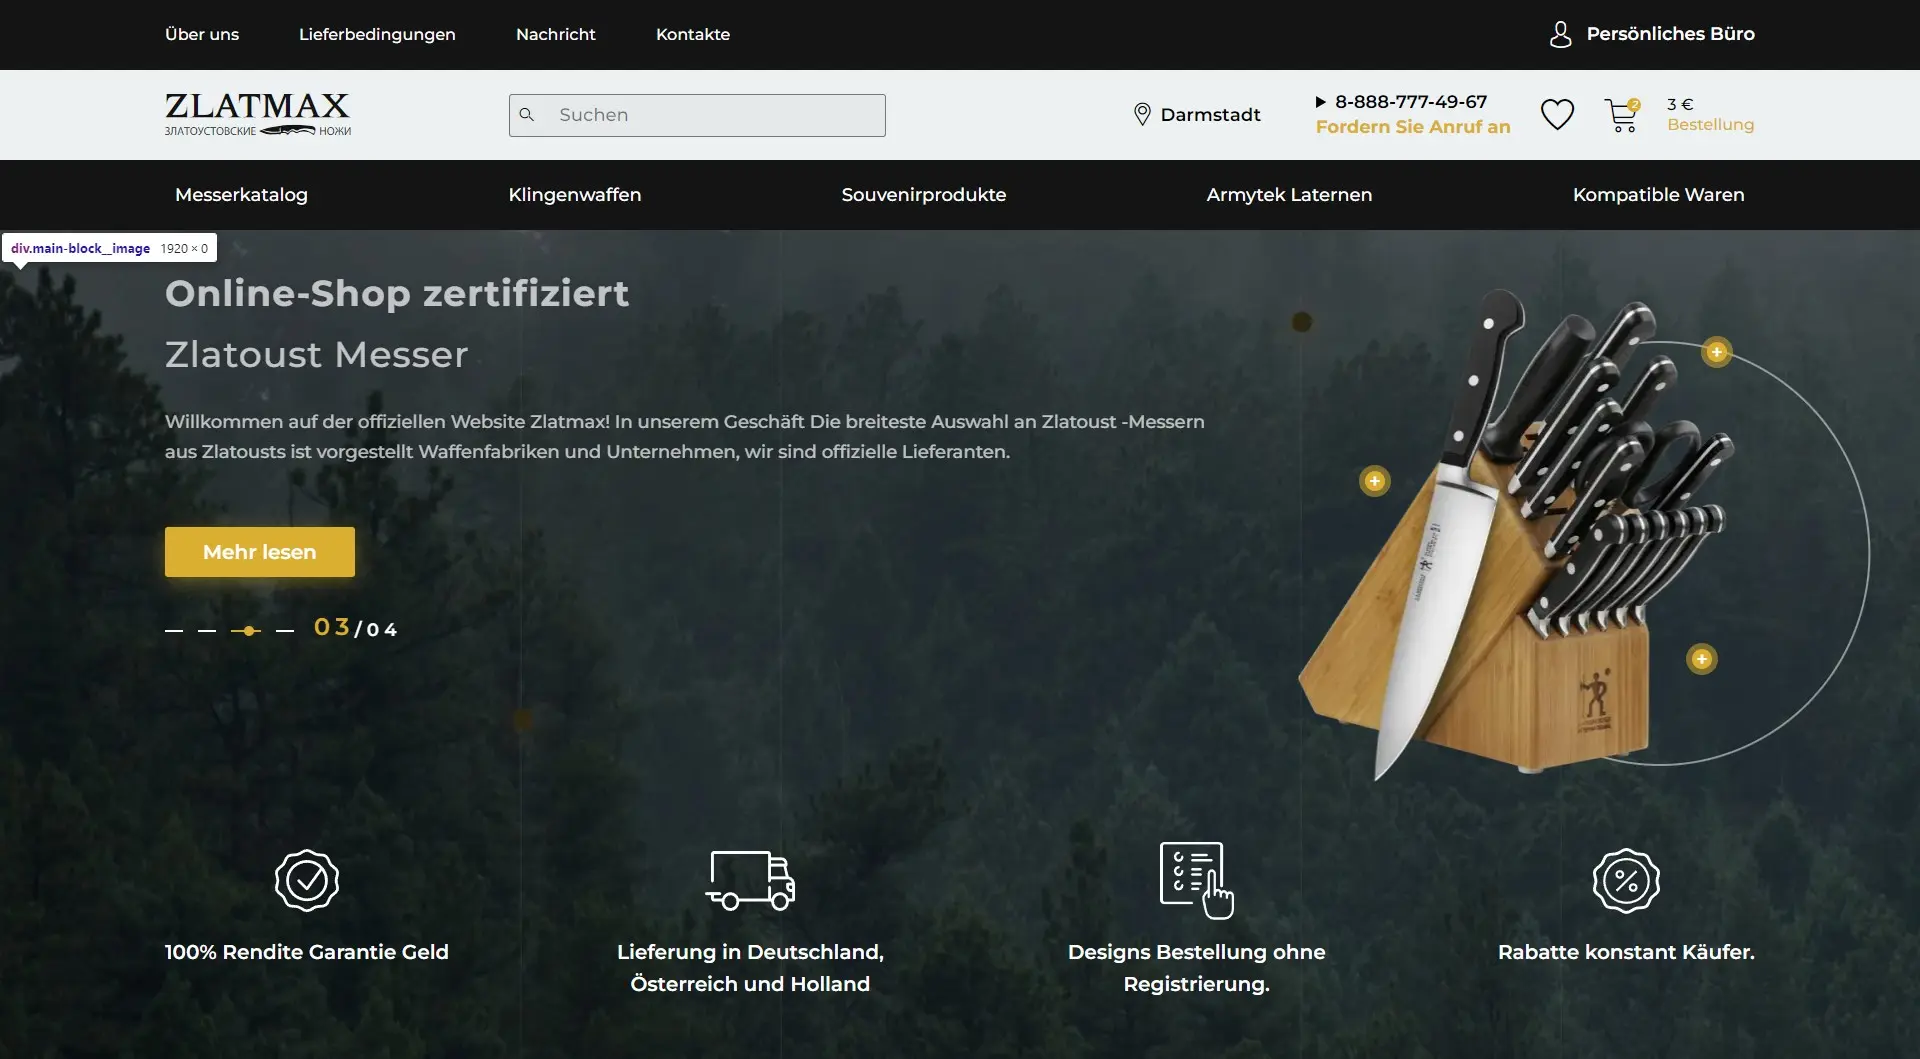 Über uns
Lieferbedingungen
Nachricht
Kontakte
Persönliches Büro
ZLATMAX
ЗЛАТОУСТОВСКИЕ НОЖИ
Suchen
Darmstadt
8-888-777-49-67
Fordern Sie Anruf an
2
3 €
Bestellung
Messerkatalog
Klingenwaffen
Souvenirprodukte
Armytek Laternen
Kompatible Waren
div.main-block__image 1920 × 0
Online-Shop zertifiziert
Zlatoust Messer
Willkommen auf der offiziellen Website Zlatmax! In unserem Geschäft Die breiteste Auswahl an Zlatoust -Messern
aus Zlatousts ist vorgestellt Waffenfabriken und Unternehmen, wir sind offizielle Lieferanten.
Mehr lesen
03/04
100% Rendite Garantie Geld
Lieferung in Deutschland,
Österreich und Holland
Designs Bestellung ohne
Registrierung.
Rabatte konstant Käufer.